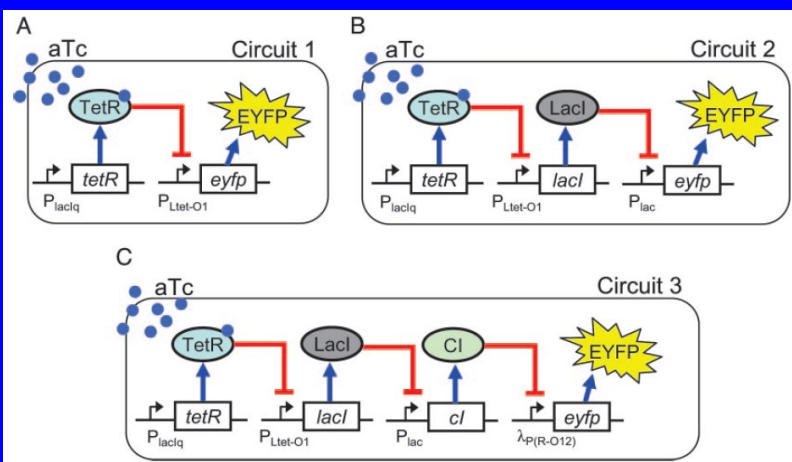 A
aTc
Circuit 1
TetR
EYFP
tetR
eyfp
PlacIq
PLtet-O1
B
aTc
Circuit 2
TetR
LacI
EYFP
tetR
lacI
eyfp
PlacIq
PLtet-O1
Plac
C
aTc
Circuit 3
TetR
LacI
CI
EYFP
tetR
lacI
cI
eyfp
PlacIq
PLtet-O1
Plac
λP(R-O12)